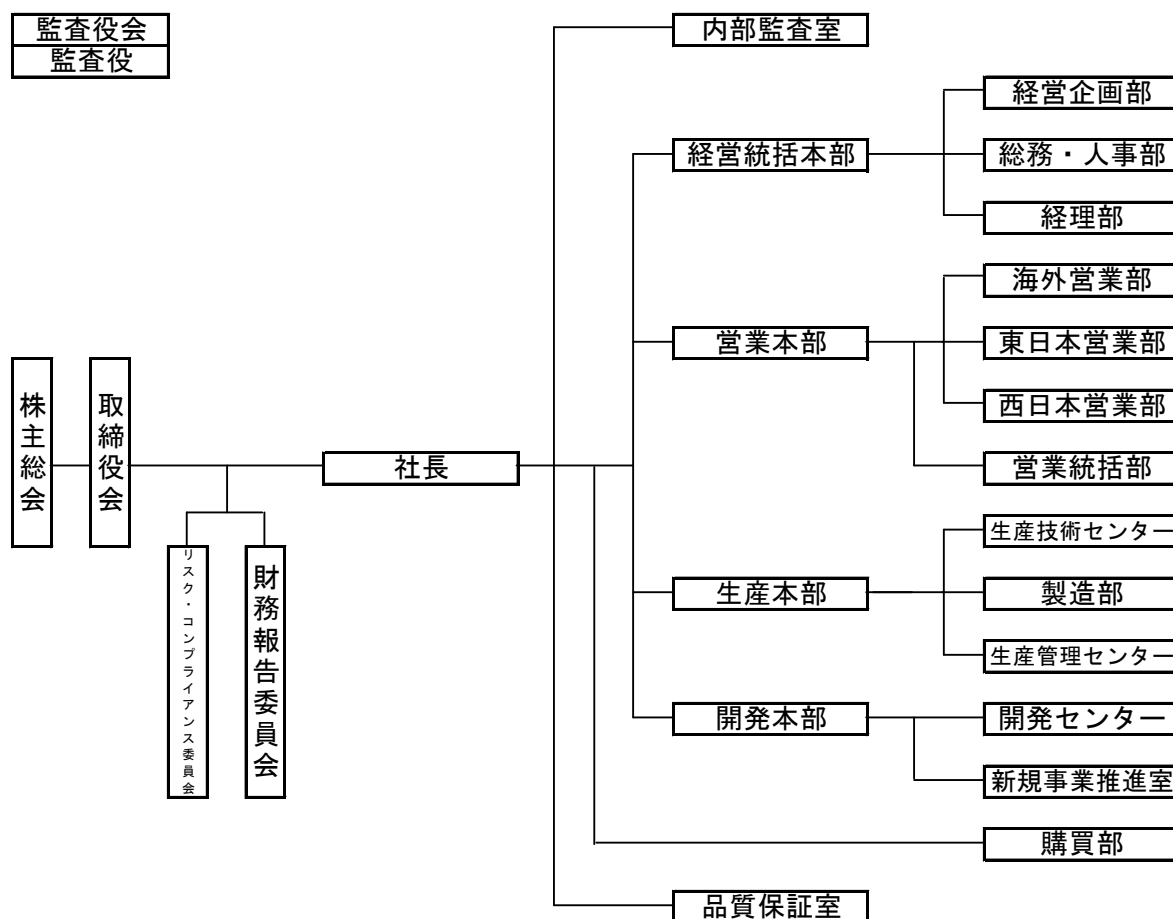 監査役会
監査役
株主総会
取締役会
リスク・コンプライアンス委員会
財務報告委員会
社長
内部監査室
経営統括本部
経営企画部
総務・人事部
経理部
営業本部
海外営業部
東日本営業部
西日本営業部
営業統括部
生産本部
生産技術センター
製造部
生産管理センター
開発本部
開発センター
新規事業推進室
購買部
品質保証室